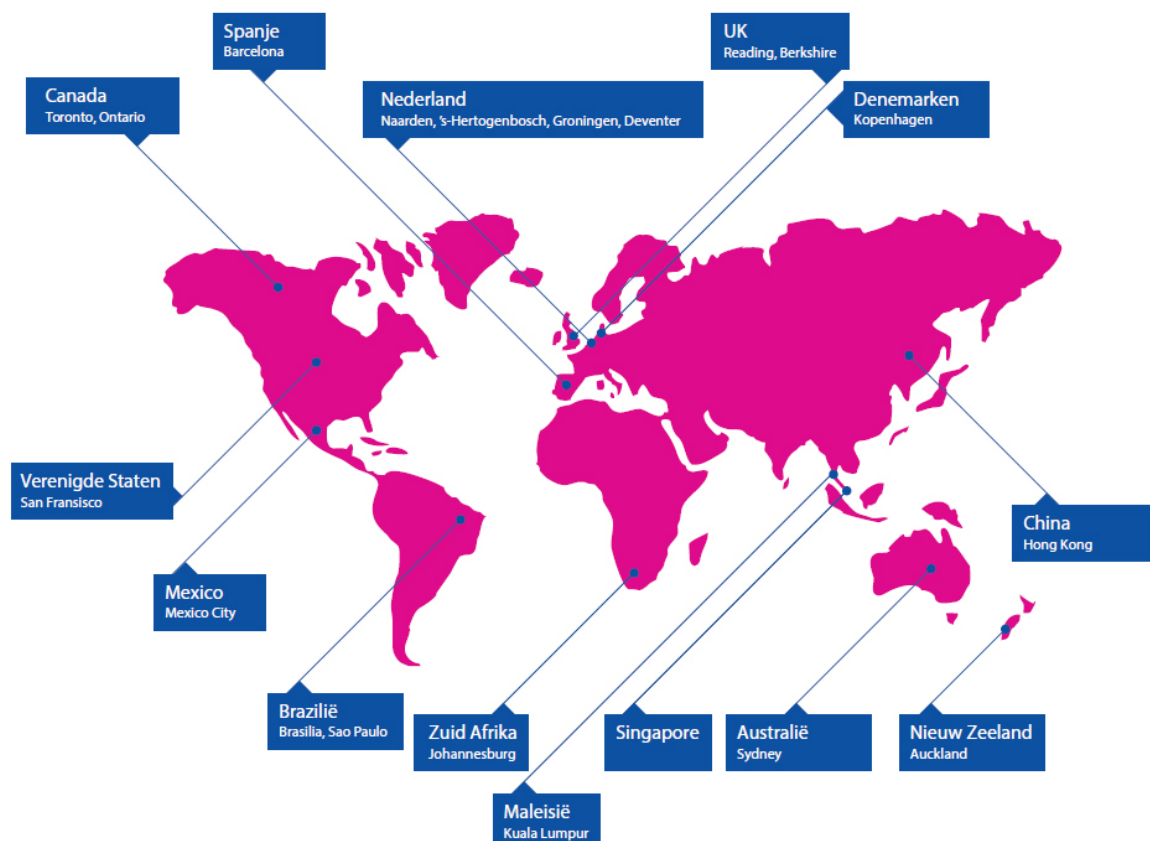 Spanje
Barcelona
UK
Reading, Berkshire
Canada
Toronto, Ontario
Nederland
Naarden, 's-Hertogenbosch, Groningen, Deventer
Denemarken
Kopenhagen
Verenigde Staten
San Fransisco
China
Hong Kong
Mexico
Mexico City
Brazilië
Brasilia, Sao Paulo
Zuid Afrika
Johannesburg
Singapore
Australië
Sydney
Nieuw Zeeland
Auckland
Maleisië
Kuala Lumpur